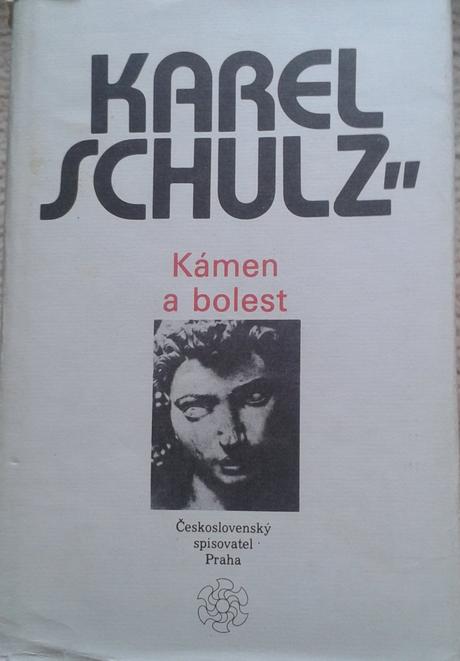 KAREL
SCHULZ"
Kámen
a bolest
Československý
spisovatel
Praha